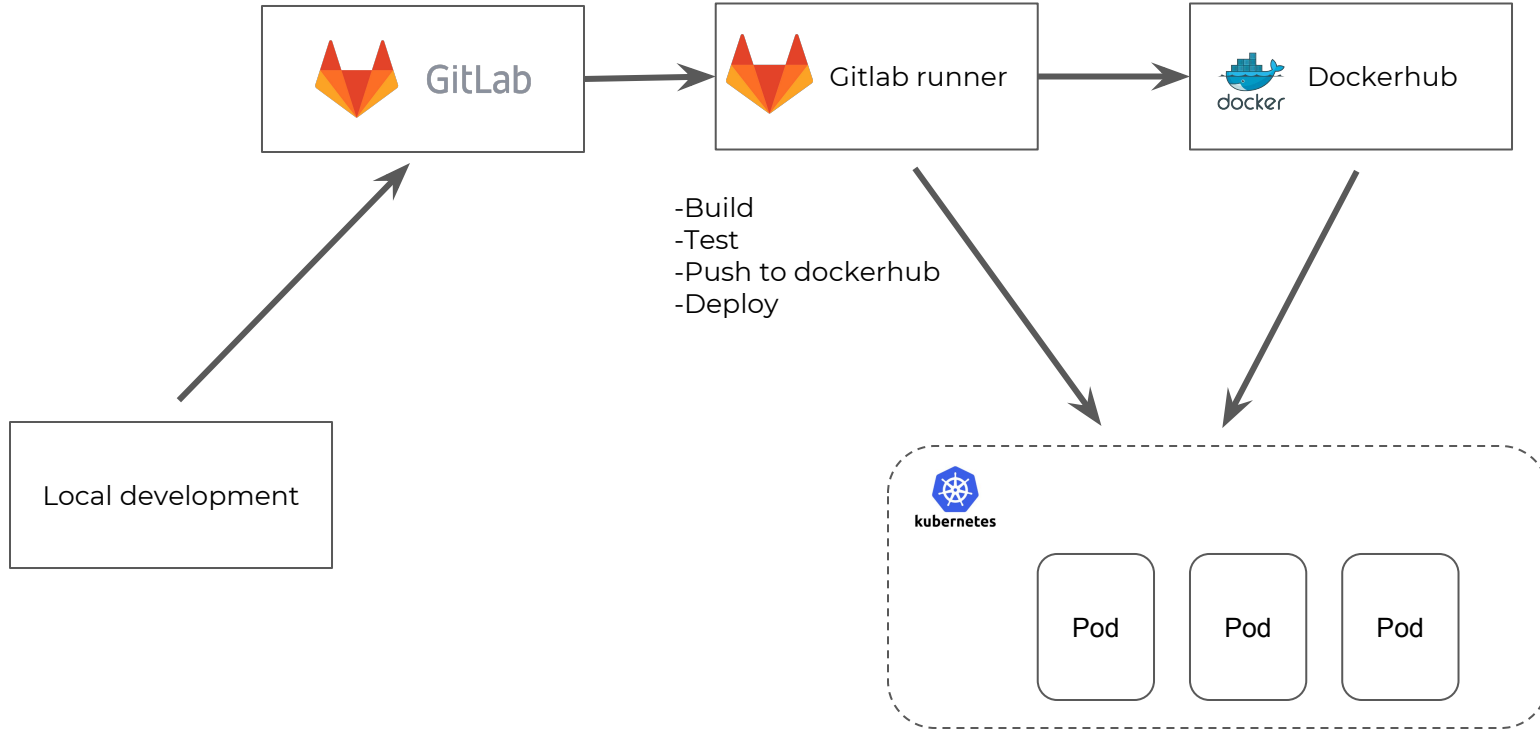 GitLab
Gitlab runner
docker
Dockerhub
-Build
-Test
-Push to dockerhub
-Deploy
Local development
kubernetes
Pod
Pod
Pod